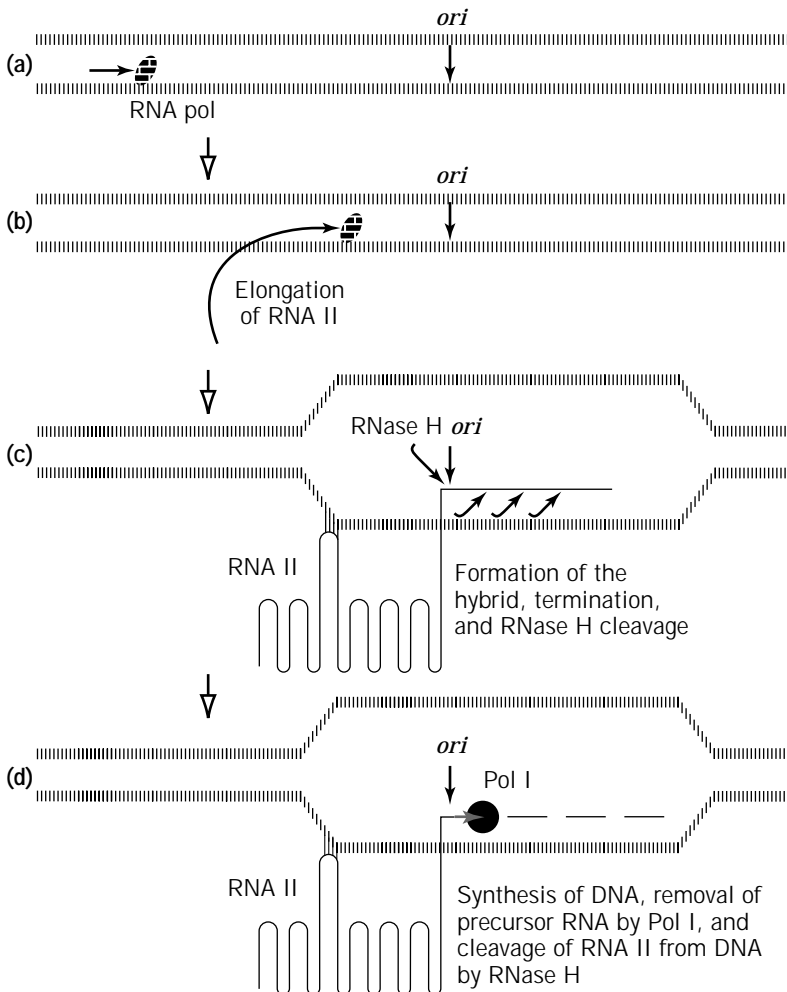 ori
(a)
RNA pol
ori
(b)
Elongation
of RNA II
RNase H ori
(c)
RNA II
Formation of the
hybrid, termination,
and RNase H cleavage
ori
(d)
Pol I
RNA II
Synthesis of DNA, removal of
precursor RNA by Pol I, and
cleavage of RNA II from DNA
by RNase H